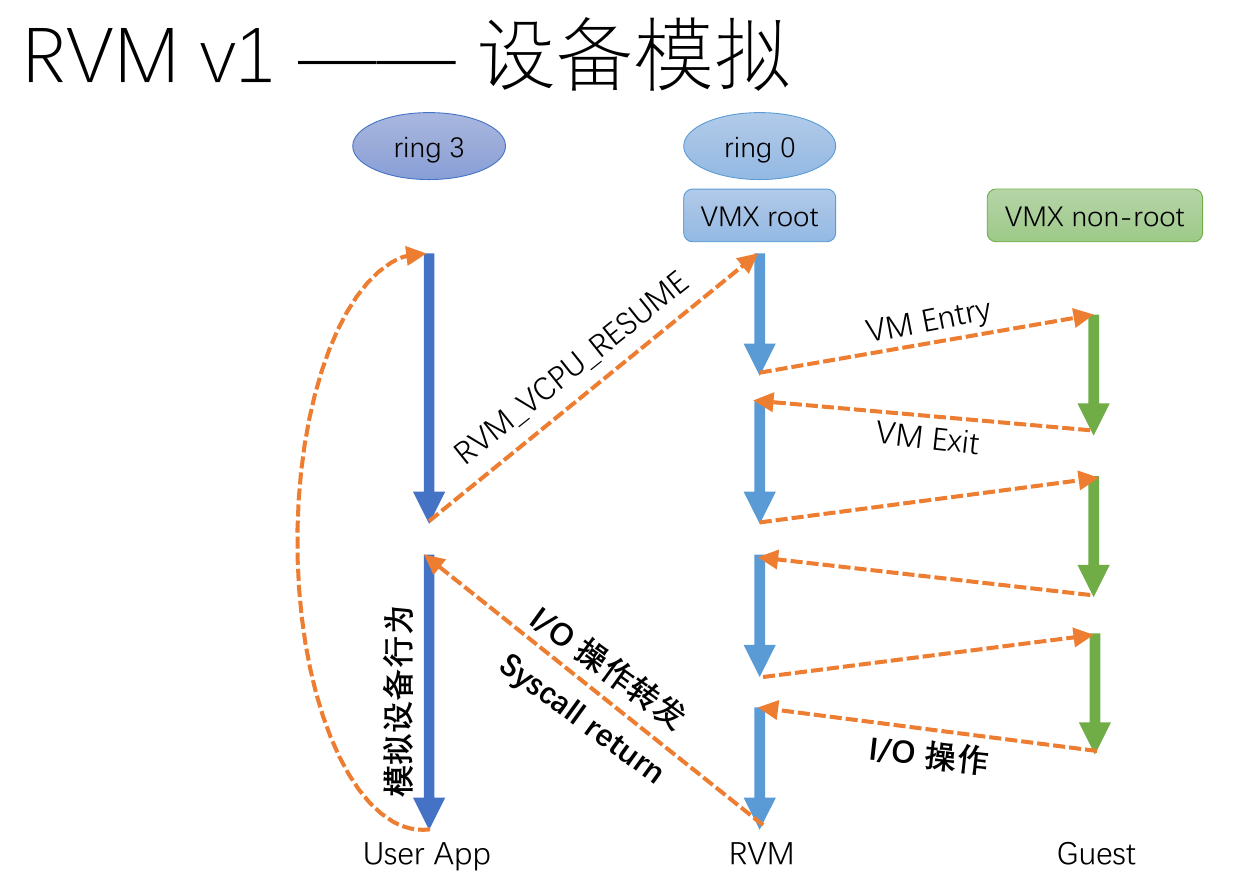 RVM v1 —— 设备模拟
ring 3
ring 0
VMX root
VMX non-root
RVM_VCPU_RESUME
VM Entry
VM Exit
模拟设备行为
I/O 操作转发
Syscall return
I/O 操作
User App
RVM
Guest